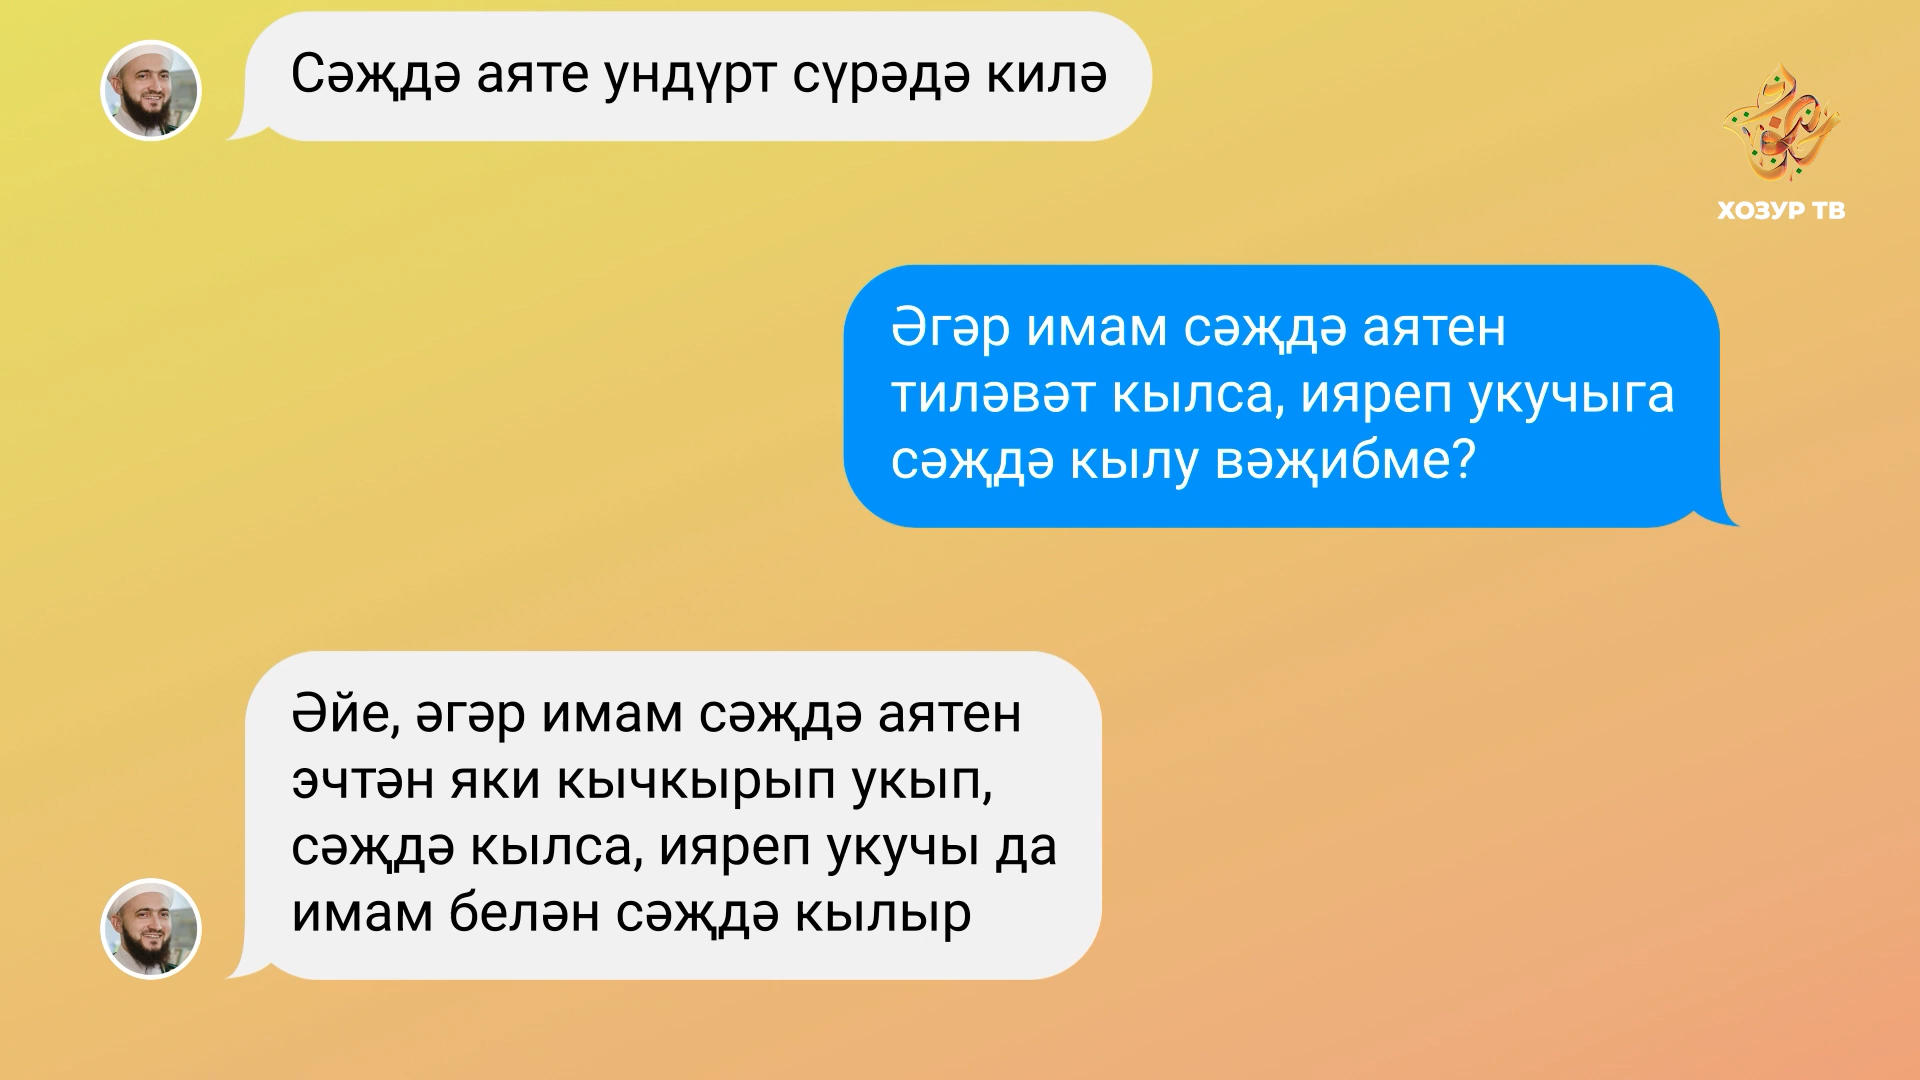 Сәҗдә аяте ундүрт сүрәдә килә
ХОЗУР ТВ
Әгәр имам сәҗдә аятен
тиләвәт кылса, ияреп укучыга
сәҗдә кылу вәҗибме?
Әйе, әгәр имам сәҗдә аятен
эчтән яки кычкырып укып,
сәҗдә кылса, ияреп укучы да
имам белән сәҗдә кылыр